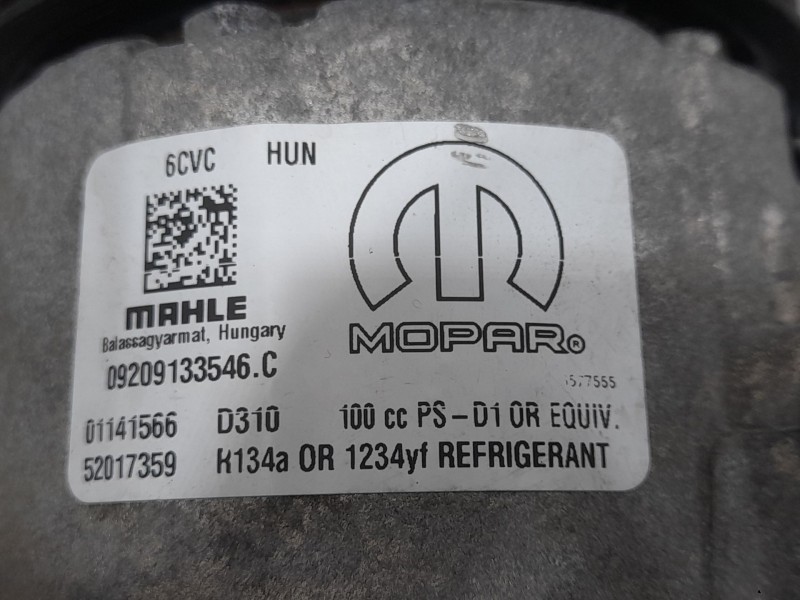 6CVC HUN
MAHLE
Balassagyarmat, Hungary
MOPAR®
09209133546.C
01141566 D310 100 cc PS-D1 OR EQUIV.
52017359 R134a OR 1234yf REFRIGERANT